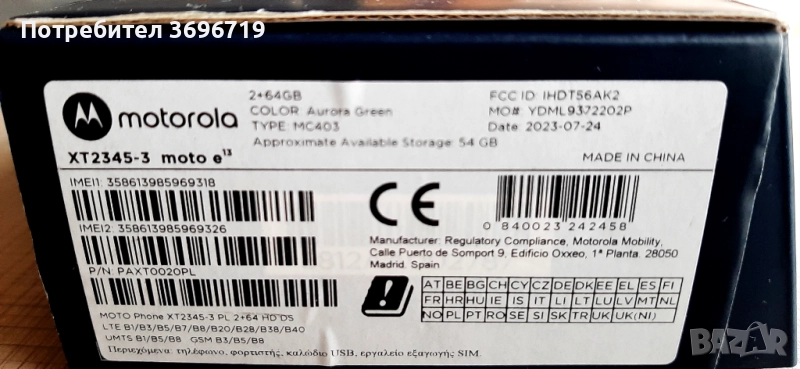 Потребител 3696719
motorola
2+64GB
COLOR: Aurora Green
TYPE: MC403
Approximate Available Storage: 54 GB
FCC ID: IHDT56AK2
MO#: YDML9372202P
Date: 2023-07-24
XT2345-3 moto e13
MADE IN CHINA
IMEI1: 358613985969318
IMEI2: 358613985969326
P/N: PAXT0020PL
CE
0 840023 242458
Manufacturer: Regulatory Compliance, Motorola Mobility,
Calle Puerto de Somport 9, Edificio Oxxeo, 1ª Planta, 28050
Madrid, Spain
AT BE BG CH CY CZ DE DK EE EL ES FI
FR HR HU IE IS IT LI LT LU LV MT NL
NO PL PT RO SE SI SK TR UK UK(NI)
MOTO Phone XT2345-3 PL 2+64 HD DS
LTE B1/B3/B5/B7/B8/B20/B28/B38/B40
UMTS B1/B5/B8 GSM B3/B5/B8
Περιεχόμενα: τηλέφωνο, φορτιστής, καλώδιο USB, εργαλείο εξαγωγής SIM.
BAZAR